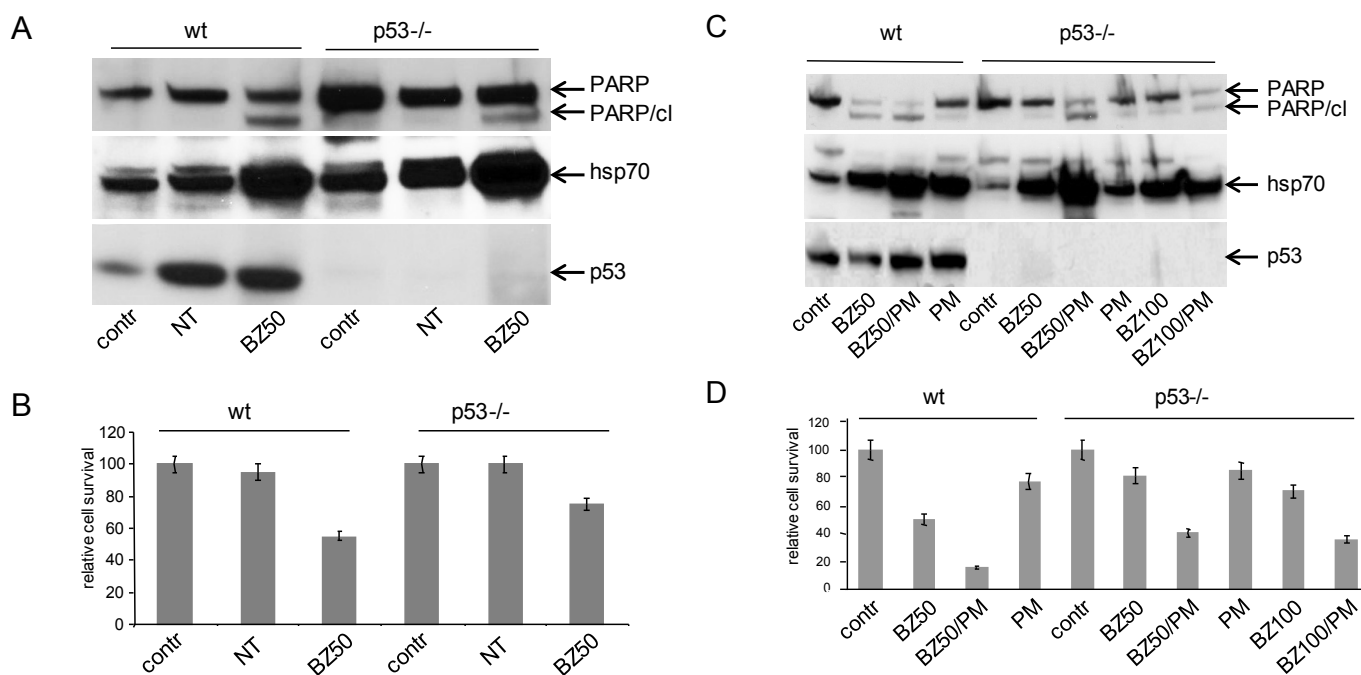 A
wt
p53-/-
PARP
PARP/cl
hsp70
p53
contr
NT
BZ50
contr
NT
BZ50
B
wt
p53-/-
relative cell survival
120
100
80
60
40
20
0
contr
NT
BZ50
contr
NT
BZ50
C
wt
p53-/-
PARP
PARP/cl
hsp70
p53
contr
BZ50
BZ50/PM
PM
contr
BZ50
BZ50/PM
PM
BZ100
BZ100/PM
D
wt
p53-/-
relative cell survival
120
100
80
60
40
20
0
contr
BZ50
BZ50/PM
PM
contr
BZ50
BZ50/PM
PM
BZ100
BZ100/PM